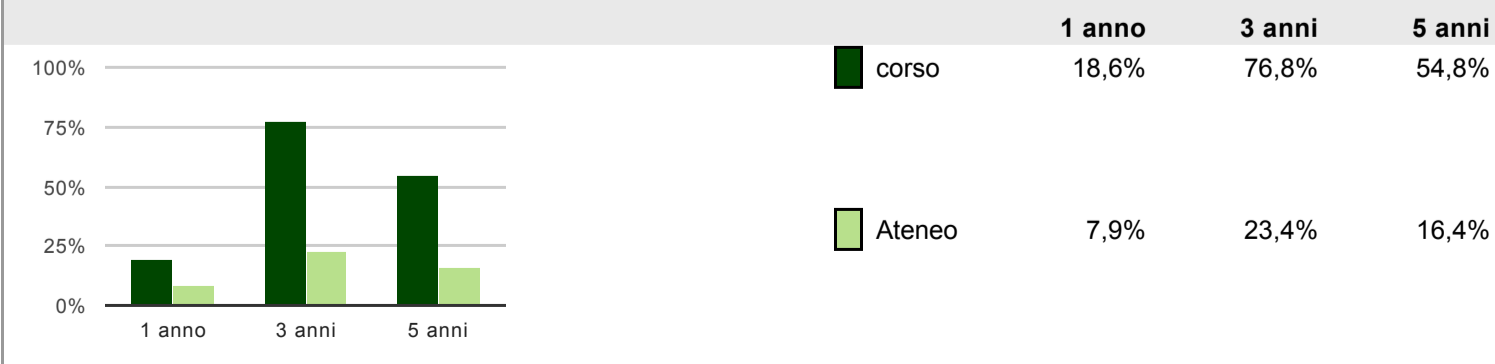 1 anno 3 anni 5 anni
100%
75%
50%
25%
0%
1 anno 3 anni 5 anni
corso 18,6% 76,8% 54,8%
Ateneo 7,9% 23,4% 16,4%